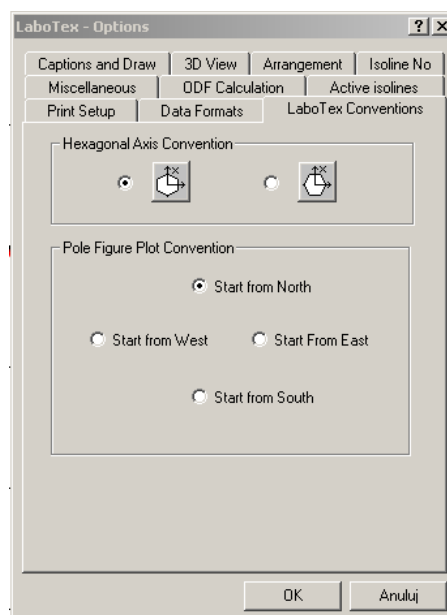 LaboTex - Options
Captions and Draw 3D View Arrangement Isoline No
Miscellaneous ODF Calculation Active isolines
Print Setup Data Formats LaboTex Conventions
Hexagonal Axis Convention
X X
Pole Figure Plot Convention
Start from North
Start from West Start From East
Start from South
OK Anuluj